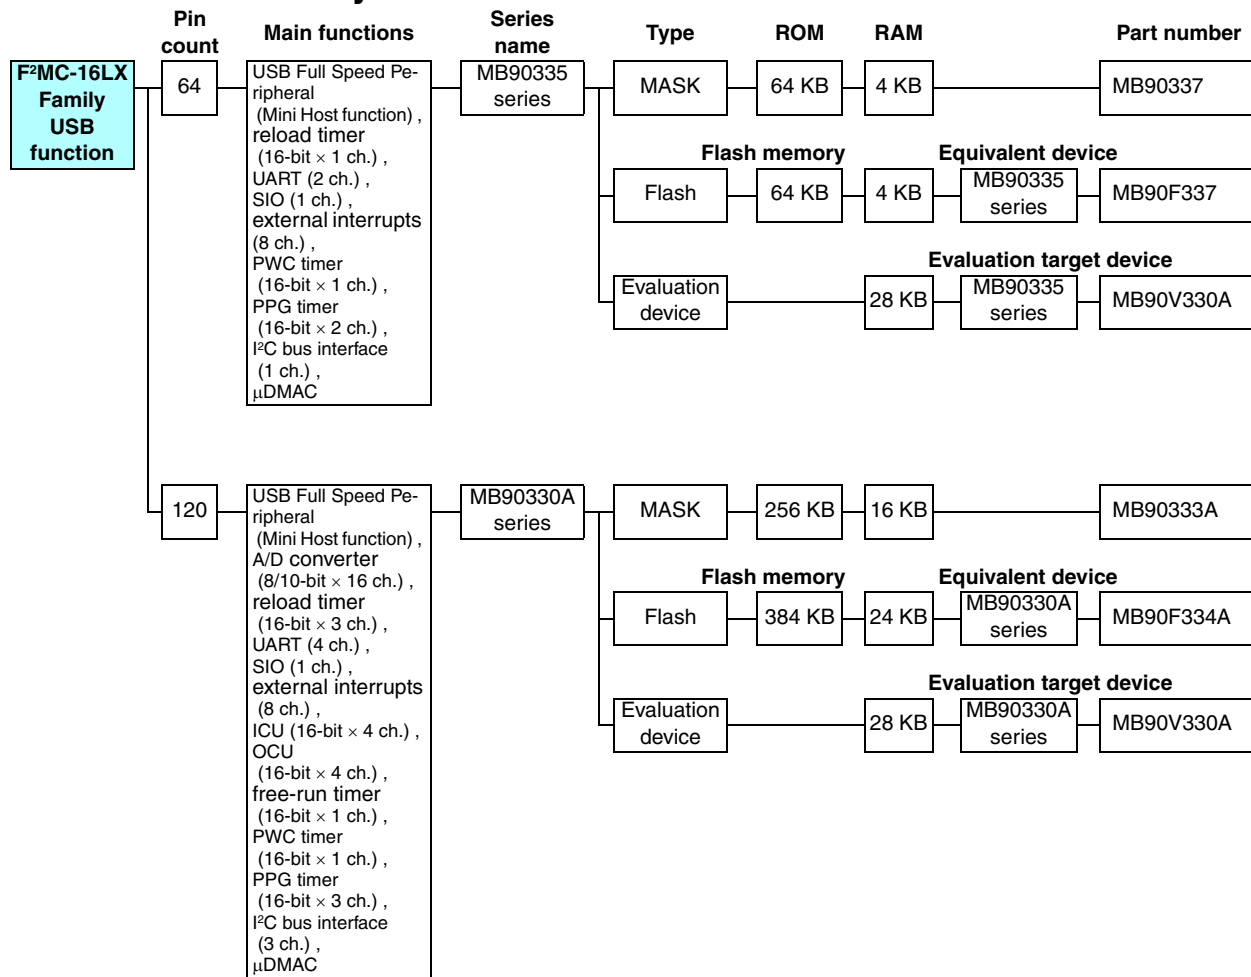 Pin count
Main functions
Series name
Type
ROM
RAM
Part number
F²MC-16LX
Family
USB
function
64
USB Full Speed Pe-
ripheral
(Mini Host function) ,
reload timer
(16-bit × 1 ch.) ,
UART (2 ch.) ,
SIO (1 ch.) ,
external interrupts
(8 ch.) ,
PWC timer
(16-bit × 1 ch.) ,
PPG timer
(16-bit × 2 ch.) ,
I²C bus interface
(1 ch.) ,
µDMAC
MB90335
series
MASK
64 KB
4 KB
MB90337
Flash memory
Equivalent device
Flash
64 KB
4 KB
MB90335
series
MB90F337
Evaluation target device
Evaluation
device
28 KB
MB90335
series
MB90V330A
120
USB Full Speed Pe-
ripheral
(Mini Host function) ,
A/D converter
(8/10-bit × 16 ch.) ,
reload timer
(16-bit × 3 ch.) ,
UART (4 ch.) ,
SIO (1 ch.) ,
external interrupts
(8 ch.) ,
ICU (16-bit × 4 ch.) ,
OCU
(16-bit × 4 ch.) ,
free-run timer
(16-bit × 1 ch.) ,
PWC timer
(16-bit × 1 ch.) ,
PPG timer
(16-bit × 3 ch.) ,
I²C bus interface
(3 ch.) ,
µDMAC
MB90330A
series
MASK
256 KB
16 KB
MB90333A
Flash memory
Equivalent device
Flash
384 KB
24 KB
MB90330A
series
MB90F334A
Evaluation target device
Evaluation
device
28 KB
MB90330A
series
MB90V330A